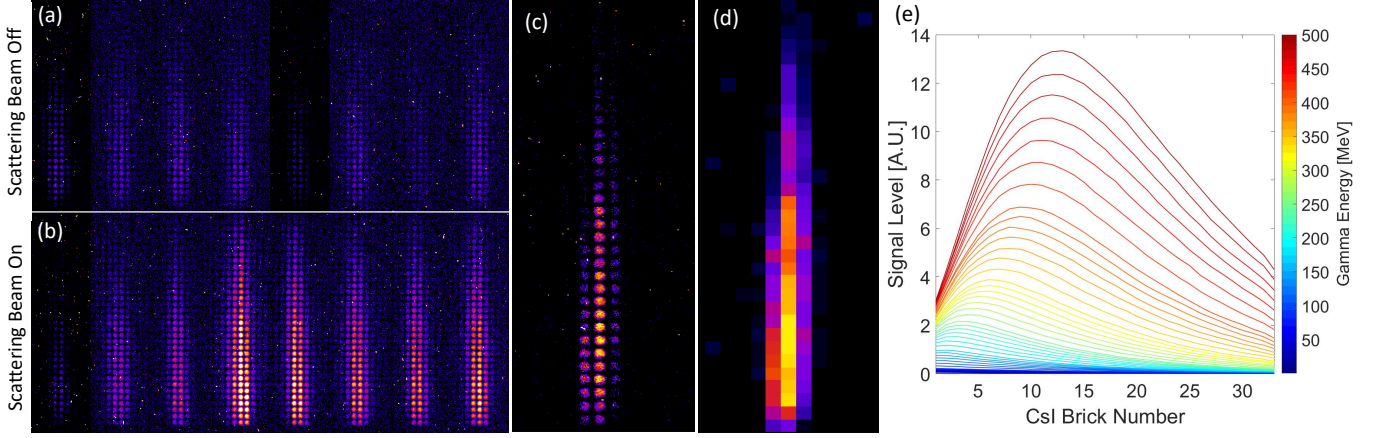 Scattering Beam Off
(a)
Scattering Beam On
(b)
(c)
(d)
(e)
14
12
10
8
6
4
2
0
Signal Level [A.U.]
5
10
15
20
25
30
CsI Brick Number
500
450
400
350
300
250
200
150
100
50
Gamma Energy [MeV]